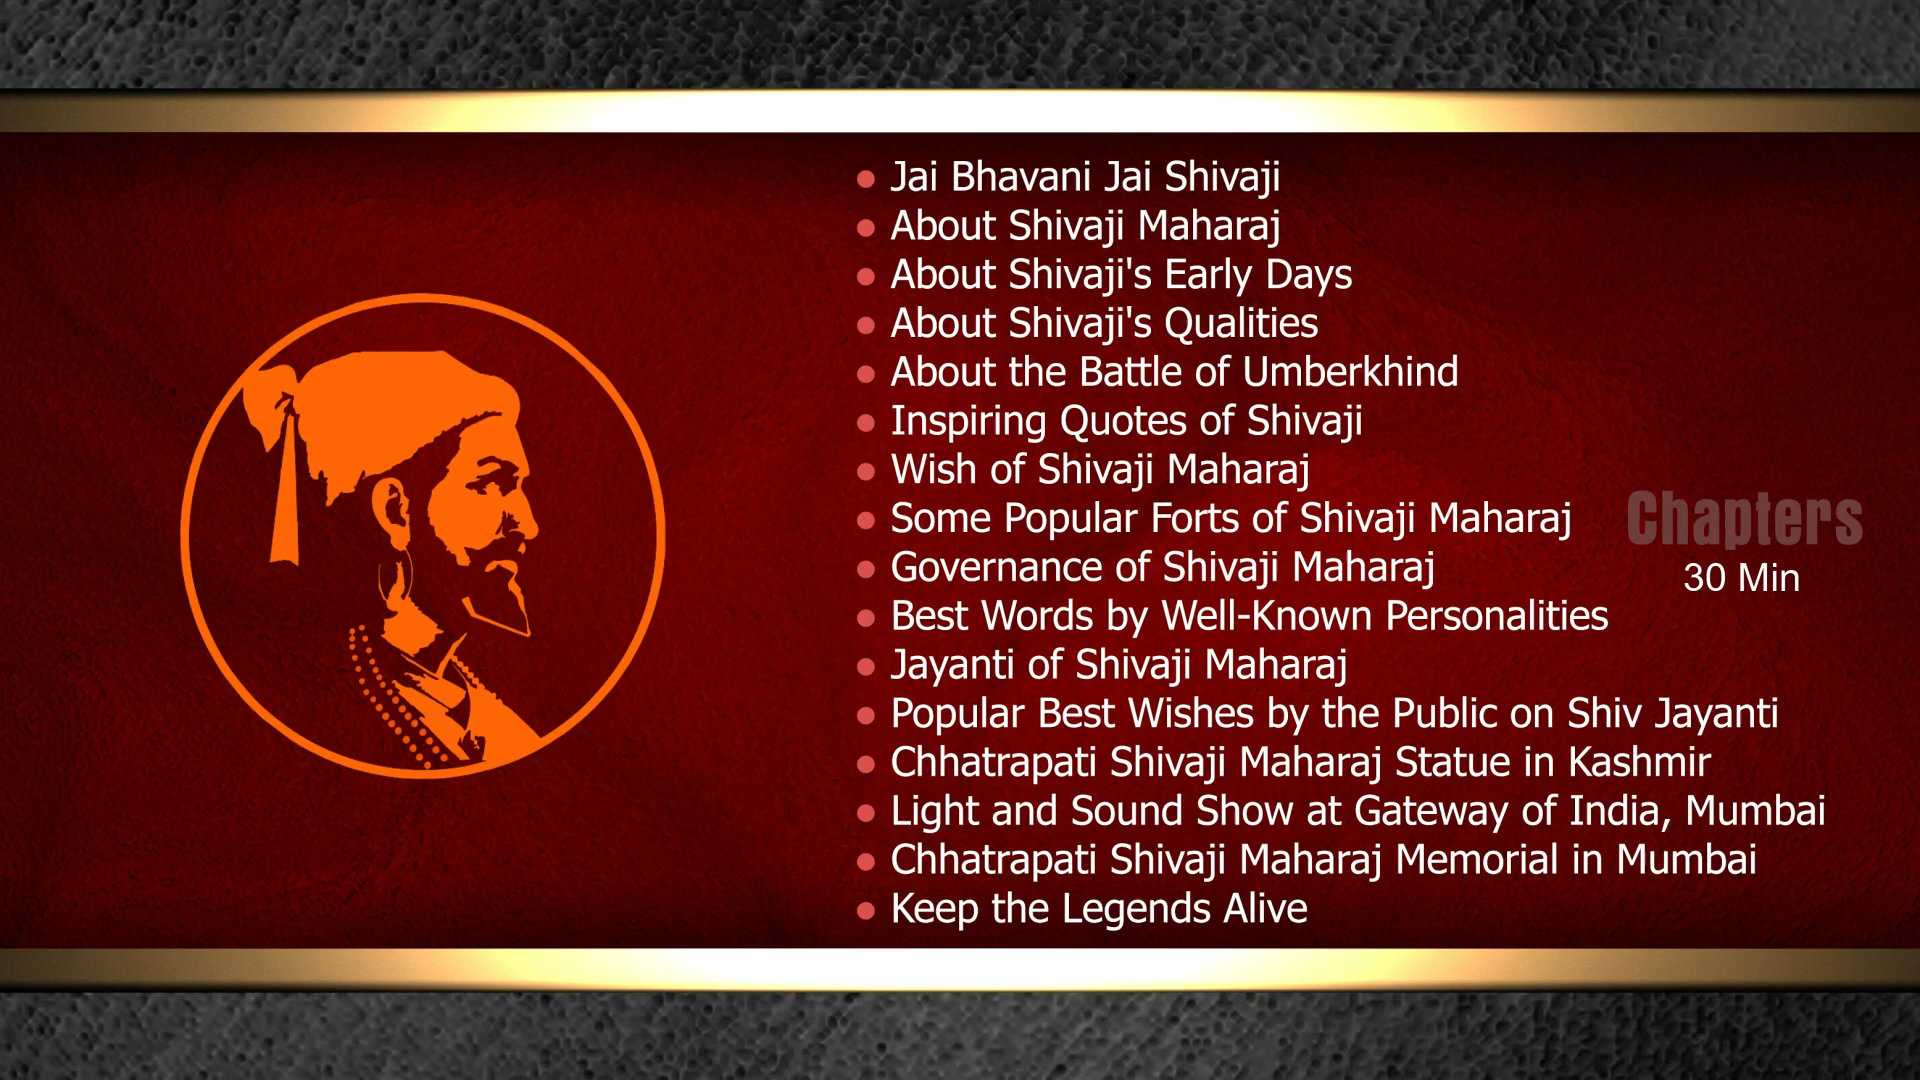 Jai Bhavani Jai Shivaji
About Shivaji Maharaj
About Shivaji's Early Days
About Shivaji's Qualities
About the Battle of Umberkhind
Inspiring Quotes of Shivaji
Wish of Shivaji Maharaj
Some Popular Forts of Shivaji Maharaj
Governance of Shivaji Maharaj
Best Words by Well-Known Personalities
Jayanti of Shivaji Maharaj
Popular Best Wishes by the Public on Shiv Jayanti
Chhatrapati Shivaji Maharaj Statue in Kashmir
Light and Sound Show at Gateway of India, Mumbai
Chhatrapati Shivaji Maharaj Memorial in Mumbai
Keep the Legends Alive
Chapters
30 Min